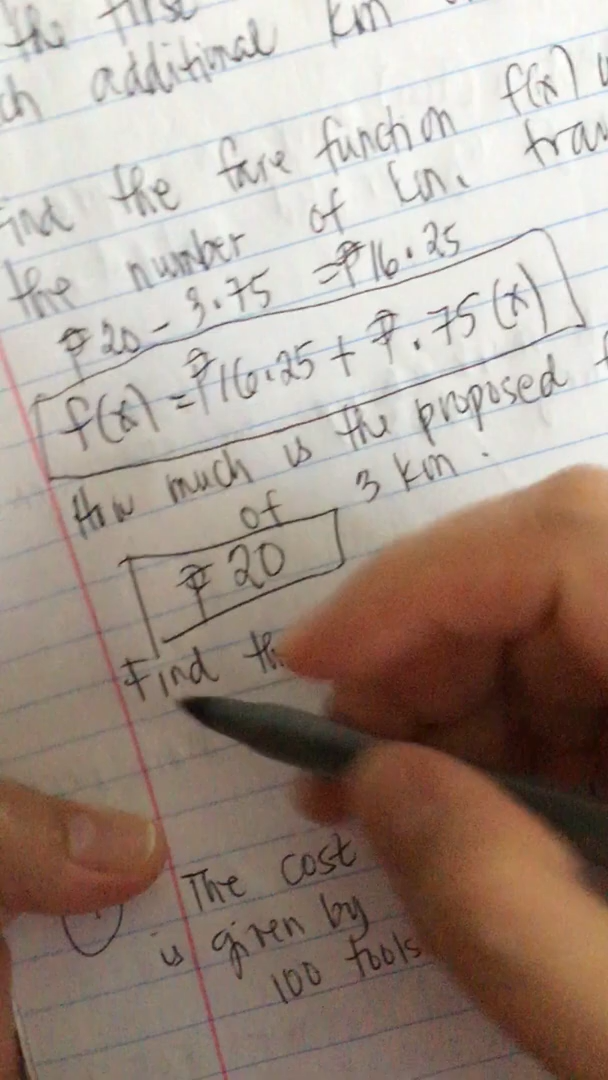 the first
ch additinal km
Find the fare function f(x)
the number of km. trav
₱20 - 3.75 = ₱16.25
f(x) = ₱16.25 + ₱.75(x)
How much is the proposed f
of 3 km.
₱20
Find th
The cost
is given by
100 tools